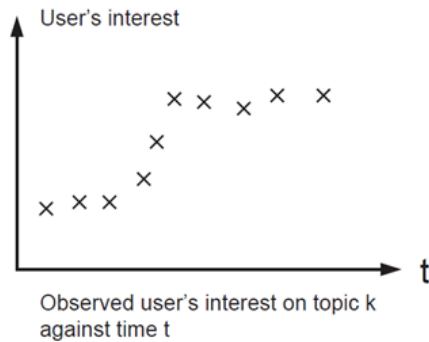 User's interest
t
Observed user's interest on topic k
against time t